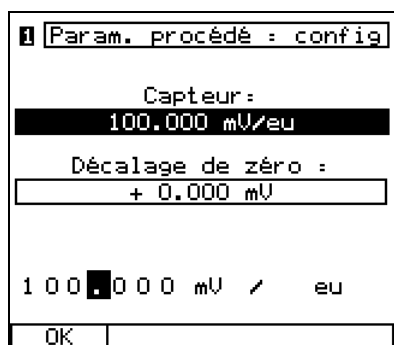 1 Param. procédé : config
Capteur:
100.000 mV/eu
Décalage de zéro :
+ 0.000 mV
100.000 mV / eu
OK